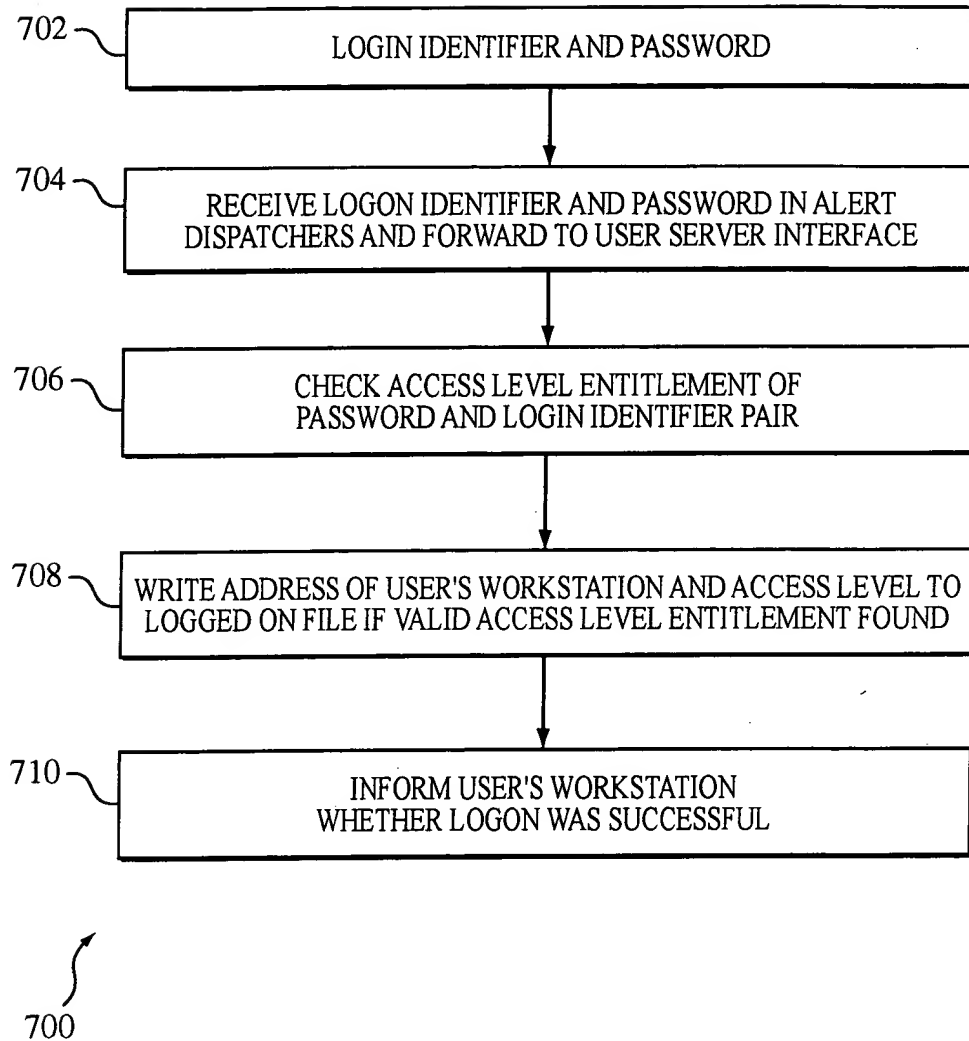 702
LOGIN IDENTIFIER AND PASSWORD
704
RECEIVE LOGON IDENTIFIER AND PASSWORD IN ALERT
DISPATCHERS AND FORWARD TO USER SERVER INTERFACE
706
CHECK ACCESS LEVEL ENTITLEMENT OF
PASSWORD AND LOGIN IDENTIFIER PAIR
708
WRITE ADDRESS OF USER'S WORKSTATION AND ACCESS LEVEL TO
LOGGED ON FILE IF VALID ACCESS LEVEL ENTITLEMENT FOUND
710
INFORM USER'S WORKSTATION
WHETHER LOGON WAS SUCCESSFUL
700